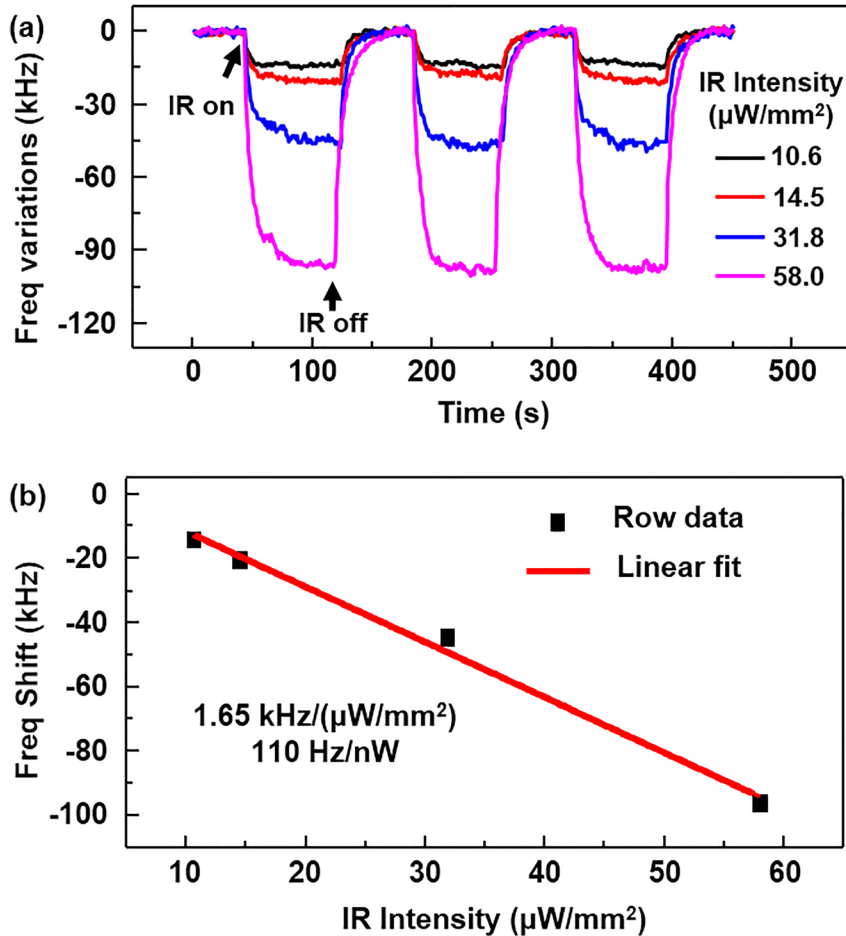 (a)
0
-30
-60
-90
-120
Freq variations (kHz)
IR on
IR off
IR Intensity
(μW/mm²)
10.6
14.5
31.8
58.0
0 100 200 300 400 500
Time (s)
(b)
0
-20
-40
-60
-80
-100
Freq Shift (kHz)
Row data
Linear fit
1.65 kHz/(μW/mm²)
110 Hz/nW
10 20 30 40 50 60
IR Intensity (μW/mm²)